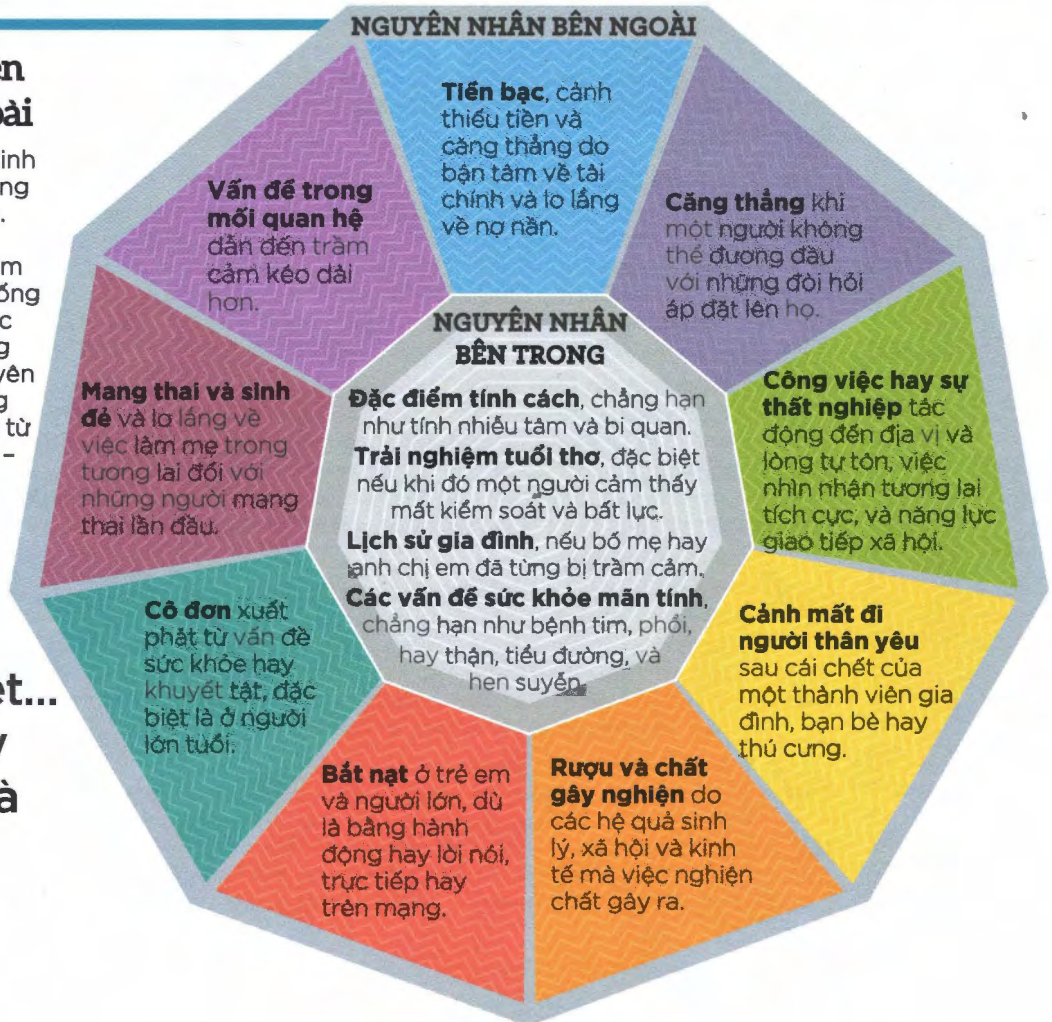 NGUYÊN NHÂN BÊN NGOÀI
Tiền bạc, cảnh
thiếu tiền và
căng thẳng do
bận tâm về tài
chính và lo lắng
về nợ nần.
Căng thẳng khi
một người không
thể đương đầu
với những đòi hỏi
áp đặt lên họ.
Công việc hay sự
thất nghiệp tác
động đến địa vị và
lòng tự tôn, việc
nhìn nhận tương lai
tích cực, và năng lực
giao tiếp xã hội.
Cảnh mất đi
người thân yêu
sau cái chết của
một thành viên gia
đình, bạn bè hay
thú cưng.
Rượu và chất
gây nghiện do
các hệ quả sinh
lý, xã hội và kinh
tế mà việc nghiện
chất gây ra.
Bắt nạt ở trẻ em
và người lớn, dù
là bằng hành
động hay lời nói,
trực tiếp hay
trên mạng.
Cô đơn xuất
phát từ vấn đề
sức khỏe hay
khuyết tật, đặc
biệt là ở người
lớn tuổi.
Mang thai và sinh
đẻ và lo lắng về
việc làm mẹ trong
tương lai đối với
những người mang
thai lần đầu.
Vấn đề trong
mối quan hệ
dẫn đến trầm
cảm kéo dài
hơn.
NGUYÊN NHÂN
BÊN TRONG
Đặc điểm tính cách, chẳng hạn
như tính nhiễu tâm và bi quan.
Trải nghiệm tuổi thơ, đặc biệt
nếu khi đó một người cảm thấy
mất kiểm soát và bất lực.
Lịch sử gia đình, nếu bố mẹ hay
anh chị em đã từng bị trầm cảm.
Các vấn đề sức khỏe mãn tính,
chẳng hạn như bệnh tim, phổi,
hay thận, tiểu đường, và
hen suyễn.